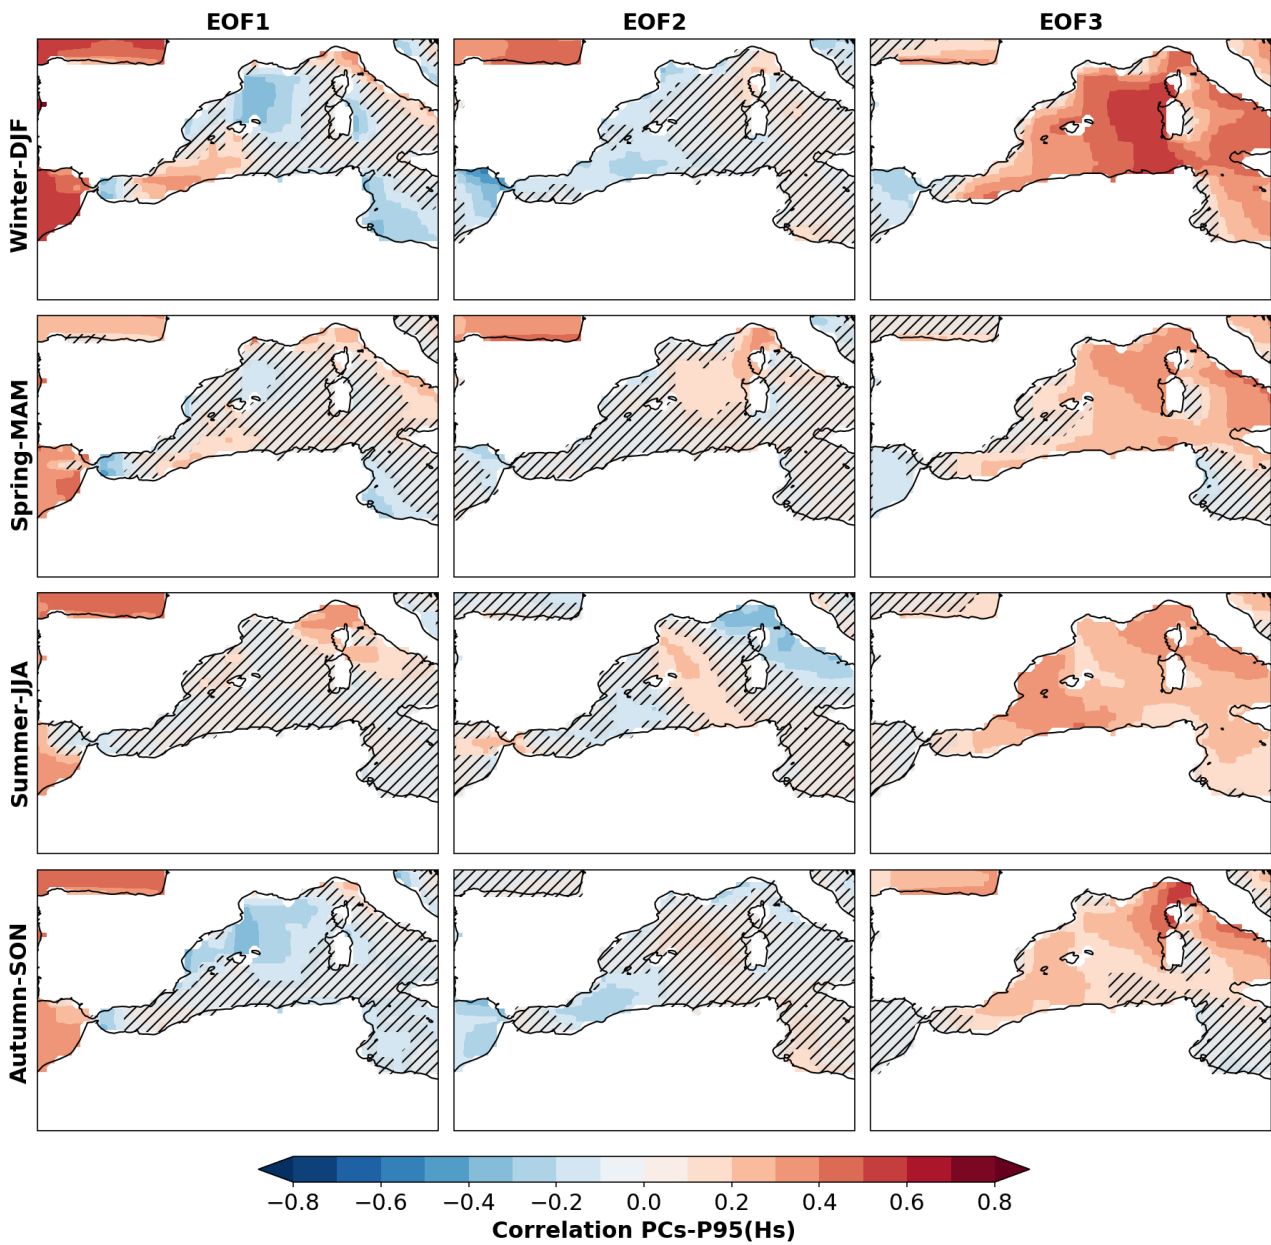 EOF1 EOF2 EOF3
Winter-DJF
Spring-MAM
Summer-JJA
Autumn-SON
−0.8 −0.6 −0.4 −0.2 0.0 0.2 0.4 0.6 0.8
Correlation PCs-P95(Hs)